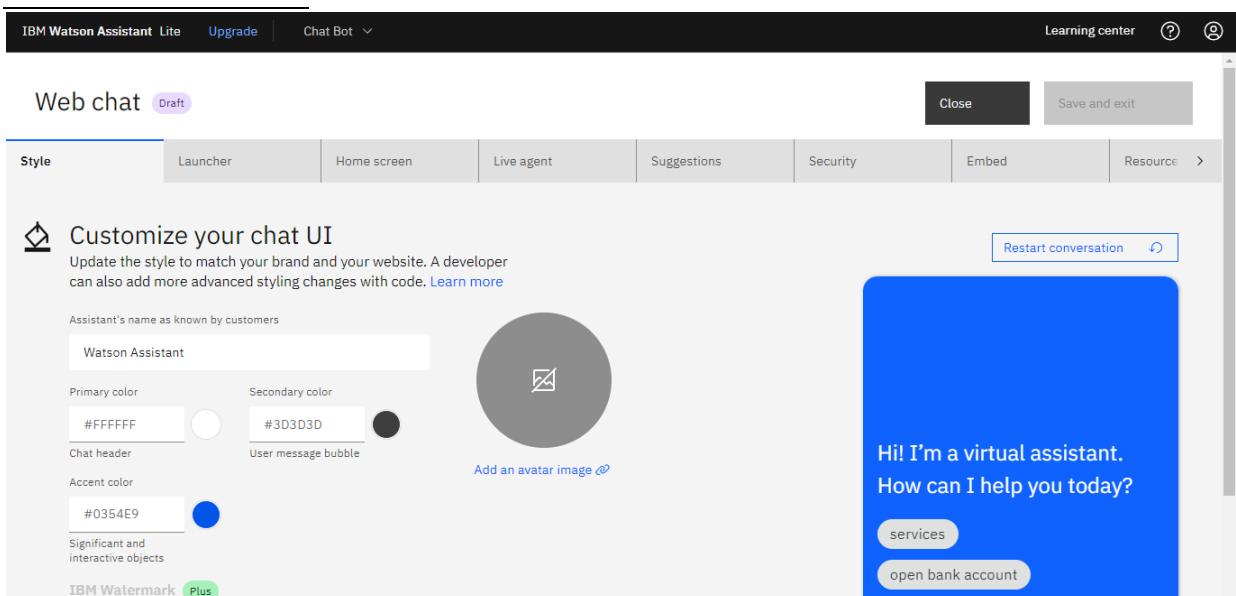 IBM Watson Assistant Lite Upgrade Chat Bot Learning center
Web chat Draft Close Save and exit
Style Launcher Home screen Live agent Suggestions Security Embed Resource
Customize your chat UI
Update the style to match your brand and your website. A developer
can also add more advanced styling changes with code. Learn more
Restart conversation
Assistant's name as known by customers
Watson Assistant
Primary color Secondary color
#FFFFFF #3D3D3D
Chat header User message bubble
Add an avatar image
Accent color
#0354E9
Significant and
interactive objects
IBM Watermark Plus
Hi! I'm a virtual assistant.
How can I help you today?
services
open bank account